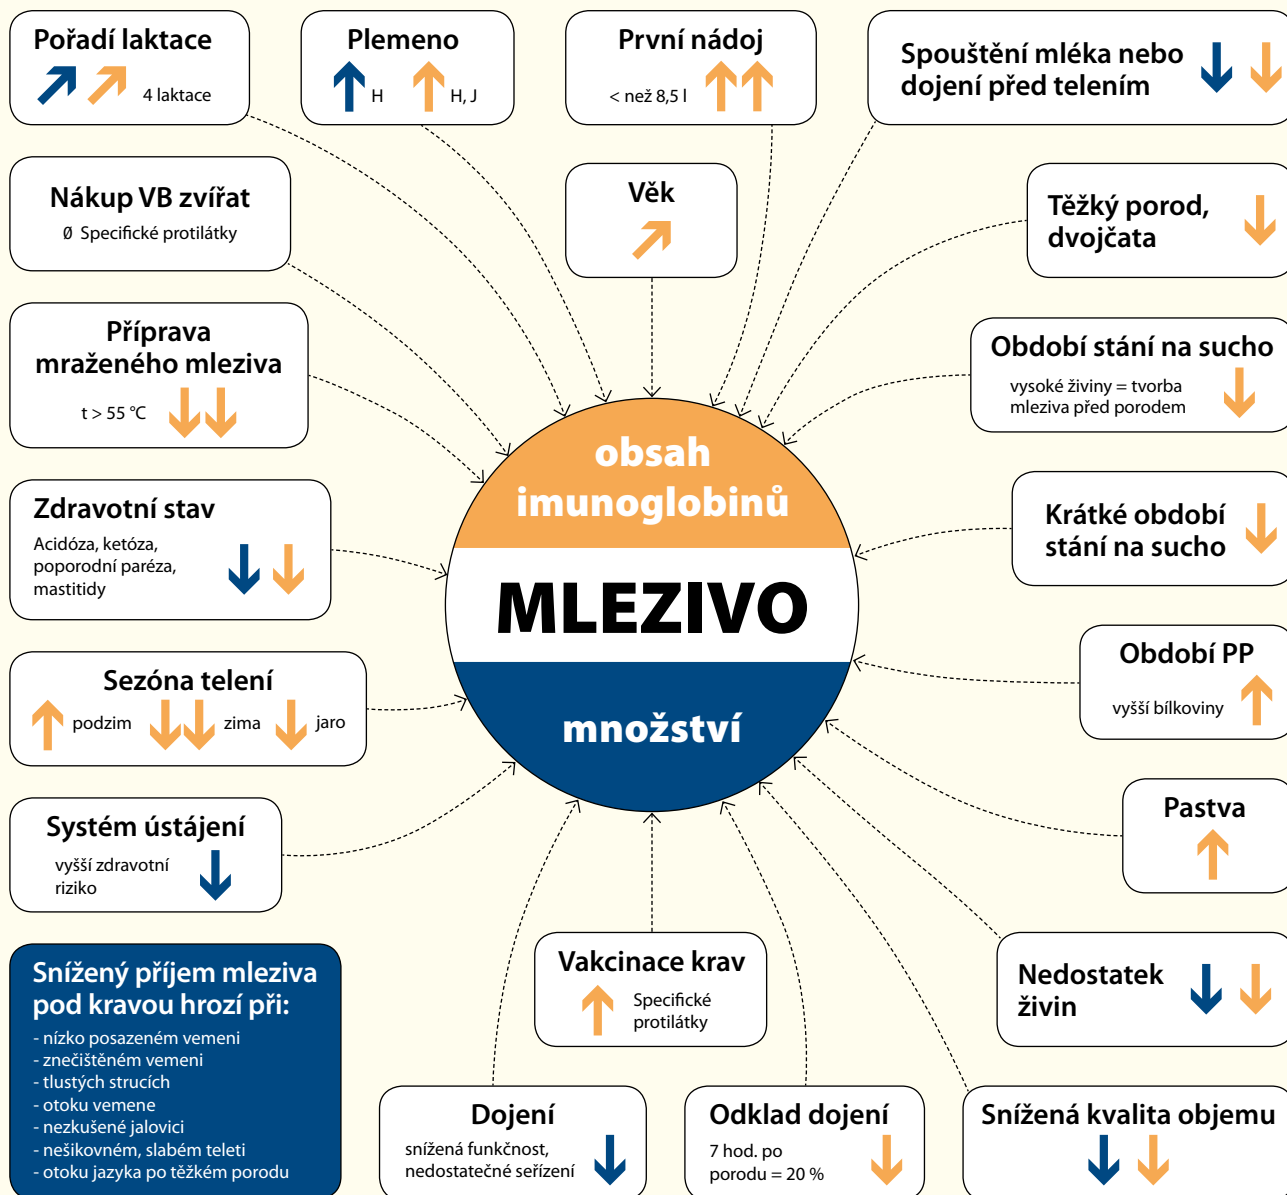 Pořadí laktace
4 laktace
Plemeno
H
H, J
První nádoj
< než 8,5 l
Spouštění mléka nebo
dojení před telením
Nákup VB zvířat
Ø Specifické protilátky
Věk
Těžký porod,
dvojčata
Příprava
mraženého mleziva
t > 55 °C
Období stání na sucho
vysoké živiny = tvorba
mleziva před porodem
obsah
imunoglobinů
MLEZIVO
množství
Zdravotní stav
Acidóza, ketóza,
poporodní paréza,
mastitidy
Krátké období
stání na sucho
Sezóna telení
podzim
zima
jaro
Období PP
vyšší bílkoviny
Systém ústájení
vyšší zdravotní
riziko
Pastva
Snížený příjem mleziva
pod kravou hrozí při:
- nízko posazeném vemeni
- znečištěném vemeni
- tlustých strucích
- otoku vemene
- nezkušené jalovici
- nešikovném, slabém teleti
- otoku jazyka po těžkém porodu
Vakcinace krav
Specifické
protilátky
Nedostatek
živin
Dojení
snížená funkčnost,
nedostatečné seřízení
Odklad dojení
7 hod. po
porodu = 20 %
Snížená kvalita objemu